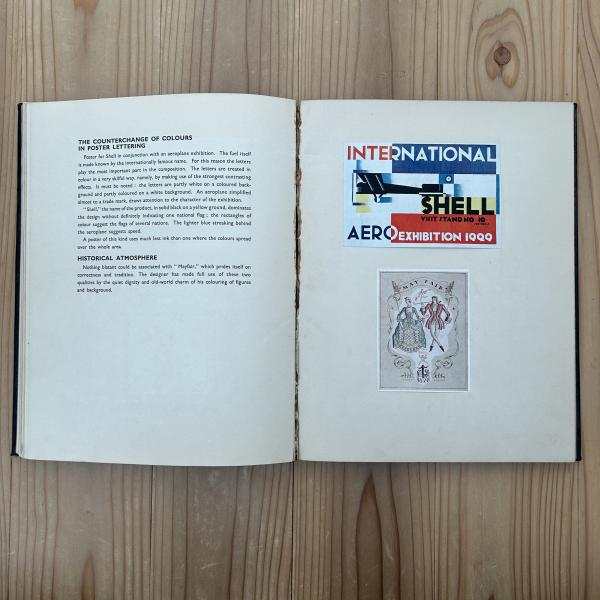 THE COUNTERCHANGE OF COLOURS
IN POSTER LETTERING
Poster for Shell in conjunction with an aeroplane exhibition. The fuel itself
is made known by the internationally famous name. For this reason the letters
play the most important part in the composition. The letters are treated in
colour in a very skilful way, namely, by making use of the strongest contrasting
effects. It must be noted : the letters are partly white on a coloured back-
ground and partly coloured on a white background. An aeroplane simplified
almost to a trade mark, draws attention to the character of the exhibition.
"Shell," the name of the product, in solid black on a yellow ground, dominates
the design without definitely indicating one national flag ; the rectangles of
colour suggest the flags of several nations. The lighter blue streaking behind
the aeroplane suggests speed.
A poster of this kind uses much less ink than one where the colours spread
over the whole area.
HISTORICAL ATMOSPHERE
Nothing blatant could be associated with "Mayfair," which prides itself on
correctness and tradition. The designer has made full use of these two
qualities by the quiet dignity and old-world charm of his colouring of figures
and background.
INTERNATIONAL
SHELL
VISIT STAND NO 10
AERO EXHIBITION 1929
MAY FAIR